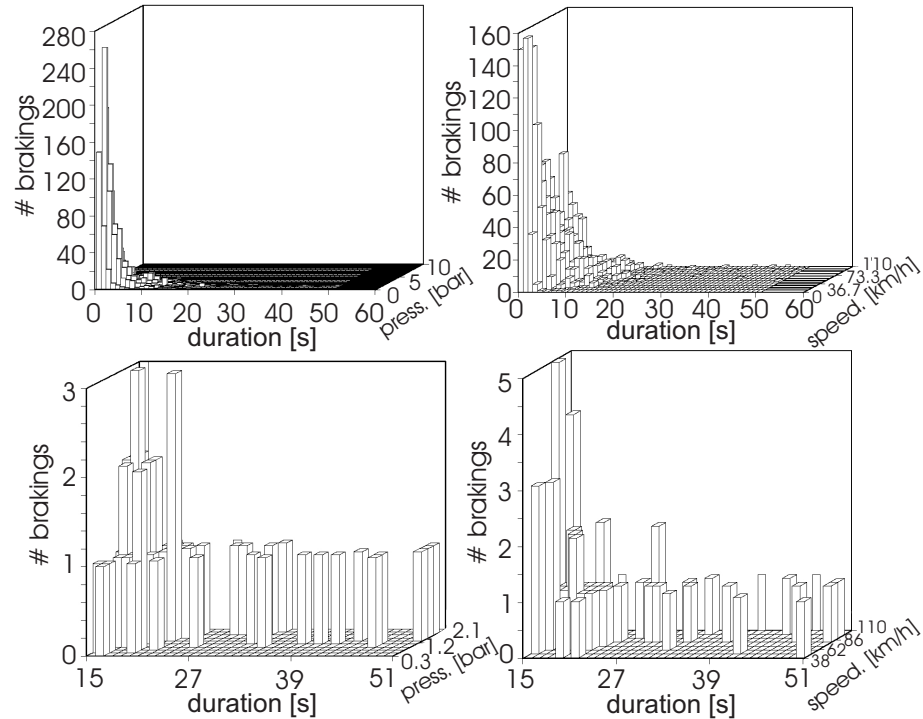 280
240
200
160
120
80
40
0
# brakings
0 10 20 30 40 50 60
duration [s]
0 5 10
press. [bar]
160
140
120
100
80
60
40
20
0
# brakings
0 10 20 30 40 50 60
duration [s]
0 36.7 73.3 110
speed. [km/h]
3
2
1
0
# brakings
15 27 39 51
duration [s]
0.3 1.2 2.1
press. [bar]
5
4
3
2
1
0
# brakings
15 27 39 51
duration [s]
38 62 86 110
speed. [km/h]